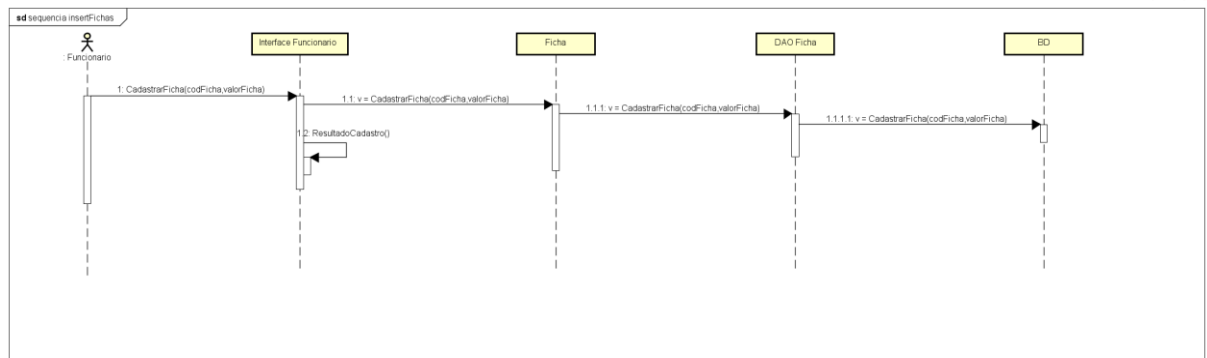 sd sequencia insertFichas
: Funcionario
Interface Funcionario
Ficha
DAO Ficha
BD
1: CadastrarFicha(codFicha,valorFicha)
1.1: v = CadastrarFicha(codFicha,valorFicha)
1.1.1: v = CadastrarFicha(codFicha,valorFicha)
1.1.1.1: v = CadastrarFicha(codFicha,valorFicha)
1.2: ResultadoCadastro()